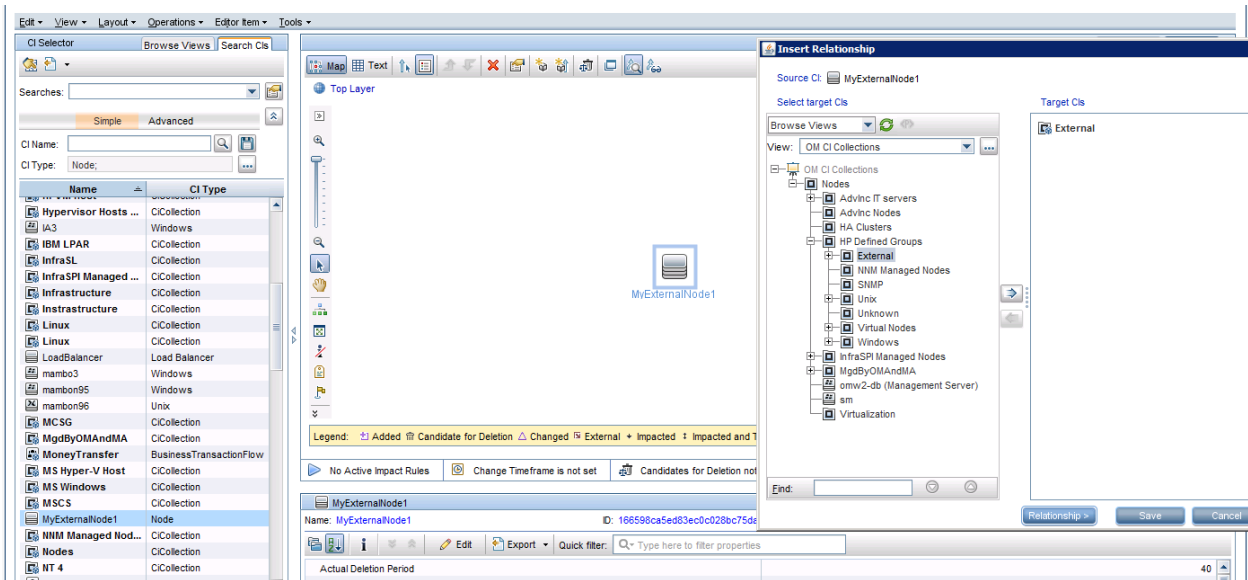 Edit View Layout Operations Editor Item Tools
CI Selector Browse Views Search CIs
Searches:
Simple Advanced
CI Name:
CI Type: Node; ...
Name CI Type
Hypervisor Hosts ... CiCollection
IA3 Windows
IBM LPAR CiCollection
InfraSL CiCollection
InfraSPI Managed ... CiCollection
Infrastructure CiCollection
Instrastructure CiCollection
Linux CiCollection
Linux CiCollection
LoadBalancer Load Balancer
mambo3 Windows
mambon95 Windows
mambon96 Unix
MCSG CiCollection
MgdByOMAndMA CiCollection
MoneyTransfer BusinessTransactionFlow
MS Hyper-V Host CiCollection
MS Windows CiCollection
MSCS CiCollection
MyExternalNode1 Node
NNM Managed Nod... CiCollection
Nodes CiCollection
NT 4 CiCollection
Map Text
Top Layer
MyExternalNode1
Legend: Added Candidate for Deletion Changed External Impacted Impacted and T
No Active Impact Rules Change Timeframe is not set Candidates for Deletion not
MyExternalNode1
Name: MyExternalNode1 ID: 166598ca5ed83ec0c028bc75da
Edit Export Quick filter: Type here to filter properties
Actual Deletion Period 40
Insert Relationship
Source CI: MyExternalNode1
Select target CIs Target CIs
Browse Views
View: OM CI Collections ...
OM CI Collections
Nodes
AdvInc IT servers
AdvInc Nodes
HA Clusters
HP Defined Groups
External
NNM Managed Nodes
SNMP
Unix
Unknown
Virtual Nodes
Windows
InfraSPI Managed Nodes
MgdByOMAndMA
omw2-db (Management Server)
sm
Virtualization
Find:
External
Relationship > Save Cancel